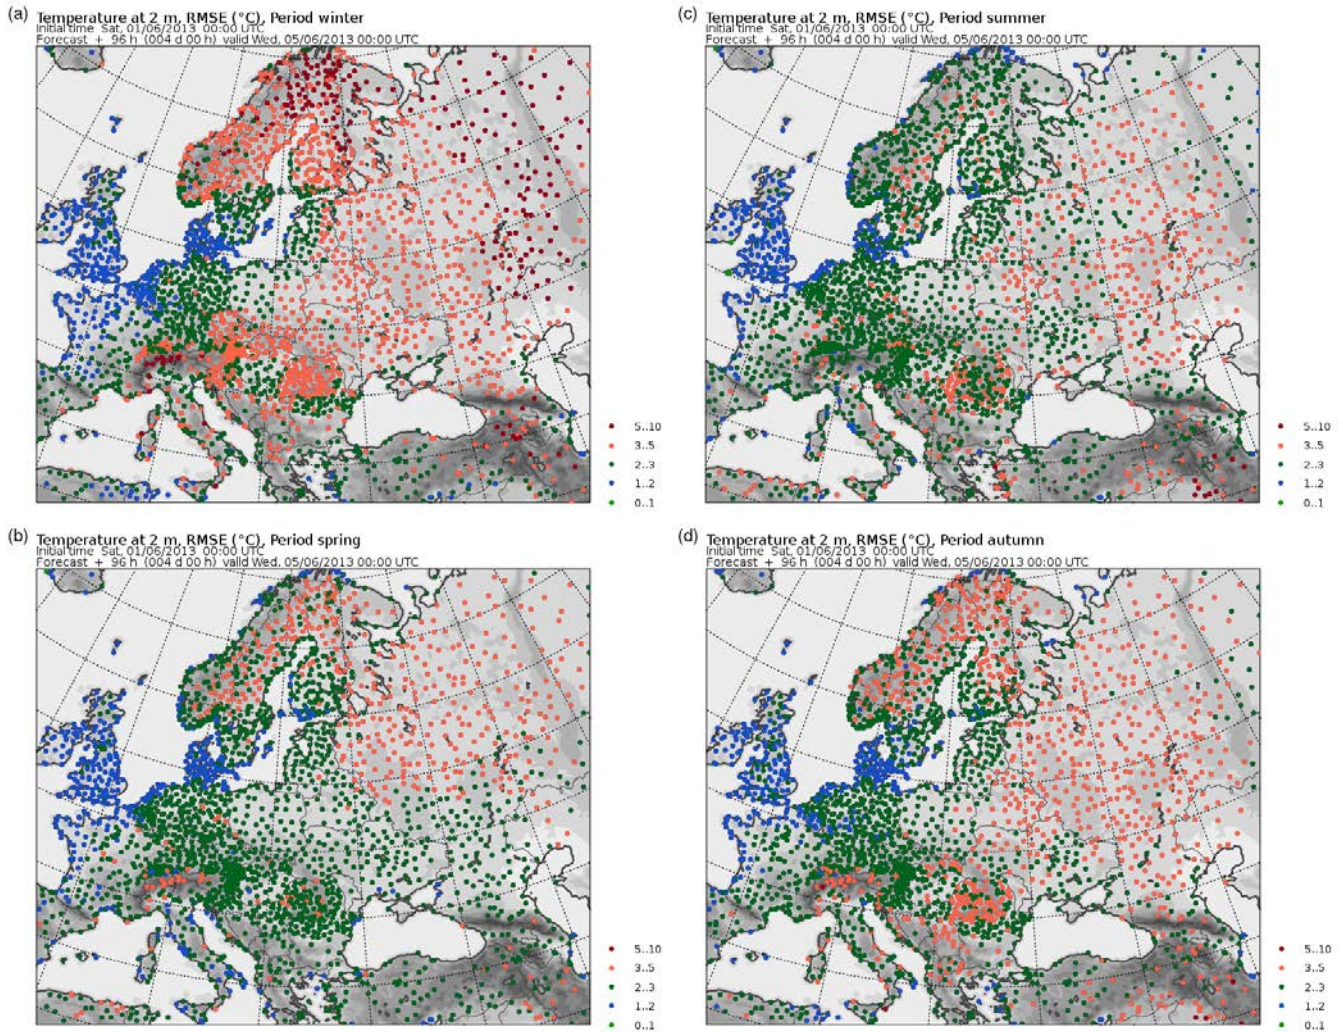 (a) Temperature at 2 m, RMSE (°C), Period winter
Initial time Sat, 01/06/2013 00:00 UTC
Forecast + 96 h (004 d 00 h) valid Wed, 05/06/2013 00:00 UTC
5..10
3..5
2..3
1..2
0..1
(c) Temperature at 2 m, RMSE (°C), Period summer
Initial time Sat, 01/06/2013 00:00 UTC
Forecast + 96 h (004 d 00 h) valid Wed, 05/06/2013 00:00 UTC
5..10
3..5
2..3
1..2
0..1
(b) Temperature at 2 m, RMSE (°C), Period spring
Initial time Sat, 01/06/2013 00:00 UTC
Forecast + 96 h (004 d 00 h) valid Wed, 05/06/2013 00:00 UTC
5..10
3..5
2..3
1..2
0..1
(d) Temperature at 2 m, RMSE (°C), Period autumn
Initial time Sat, 01/06/2013 00:00 UTC
Forecast + 96 h (004 d 00 h) valid Wed, 05/06/2013 00:00 UTC
5..10
3..5
2..3
1..2
0..1